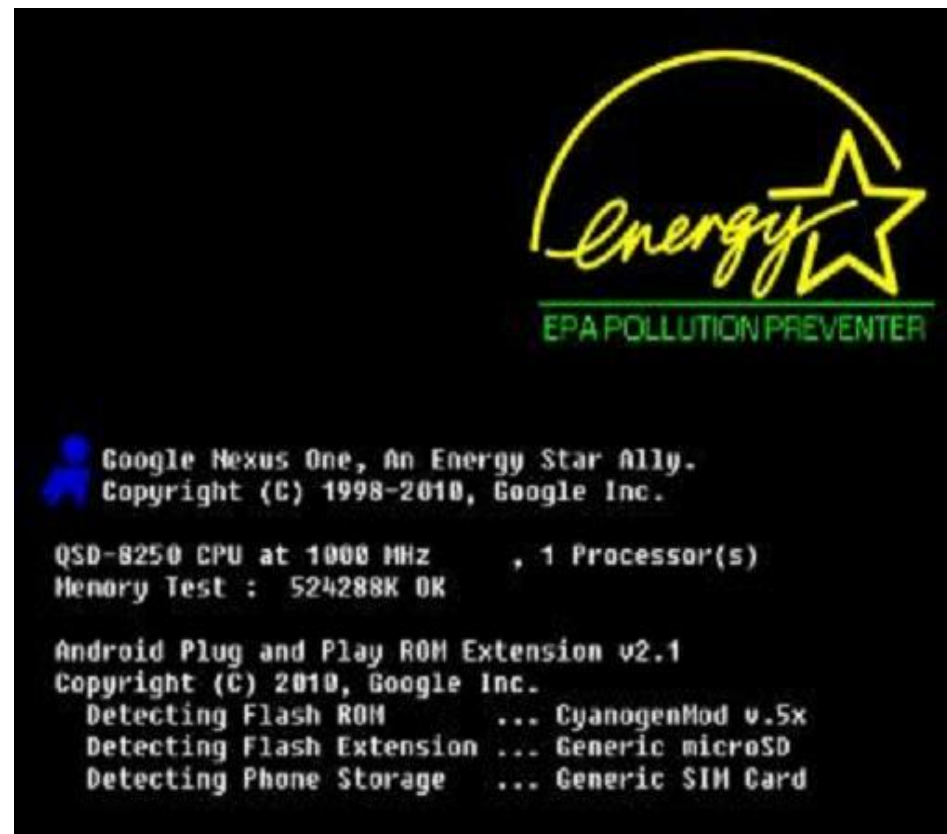 energy
EPA POLLUTION PREVENTER
Google Nexus One, An Energy Star Ally.
Copyright (C) 1998-2010, Google Inc.
QSD-8250 CPU at 1000 MHz , 1 Processor(s)
Memory Test : 524288K OK
Android Plug and Play ROM Extension v2.1
Copyright (C) 2010, Google Inc.
Detecting Flash ROM ... CyanogenMod v.5x
Detecting Flash Extension ... Generic microSD
Detecting Phone Storage ... Generic SIM Card